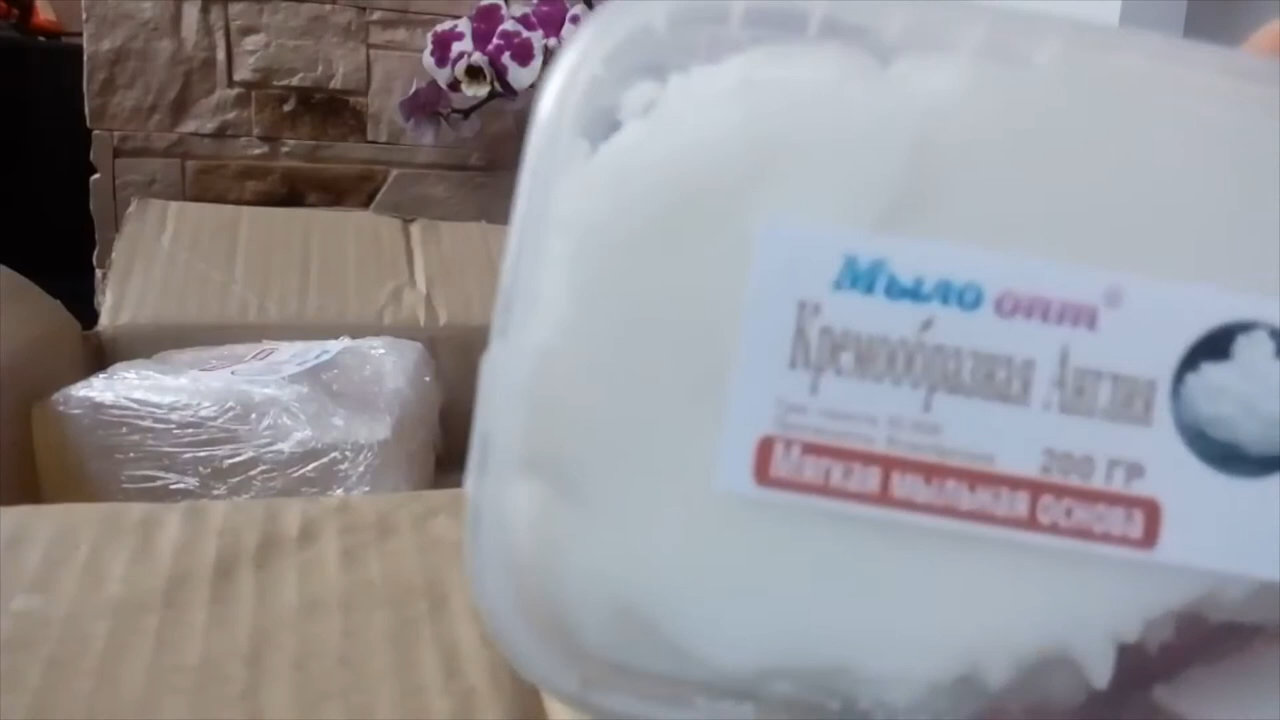 Мыло опт®
Кремообразная Англия
200 ГР
Мягкая мыльная основа